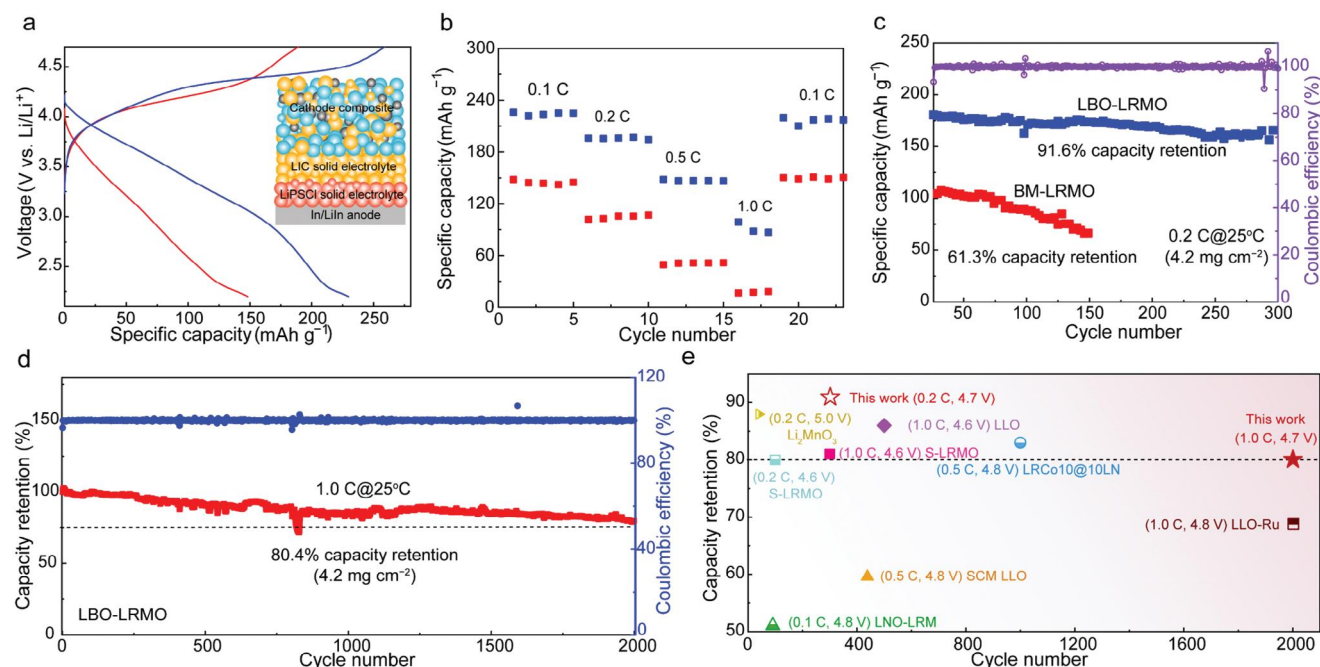 a
Voltage (V vs. Li/Li⁺)
4.5
4.0
3.5
3.0
2.5
Cathode composite
LIC solid electrolyte
LiPSCl solid electrolyte
In/LiIn anode
0 50 100 150 200 250
Specific capacity (mAh g⁻¹)
b
Specific capacity (mAh g⁻¹)
300
240
180
120
60
0
0.1 C
0.2 C
0.5 C
1.0 C
0.1 C
0 5 10 15 20
Cycle number
c
Specific capacity (mAh g⁻¹)
250
200
150
100
50
0
LBO-LRMO
91.6% capacity retention
BM-LRMO
61.3% capacity retention
0.2 C@25°C
(4.2 mg cm⁻²)
50 100 150 200 250 300
Cycle number
100
80
60
40
20
0
Coulombic efficiency (%)
d
Capacity retention (%)
150
100
50
0
1.0 C@25°C
80.4% capacity retention
(4.2 mg cm⁻²)
LBO-LRMO
500 1000 1500 2000
Cycle number
120
100
80
50
0
Coulombic efficiency (%)
e
Capacity retention (%)
90
80
70
60
50
This work (0.2 C, 4.7 V)
(0.2 C, 5.0 V)
Li₂MnO₃
(1.0 C, 4.6 V) LLO
This work
(1.0 C, 4.7 V)
(1.0 C, 4.6 V) S-LRMO
(0.2 C, 4.6 V)
S-LRMO
(0.5 C, 4.8 V) LRCo10@10LN
(1.0 C, 4.8 V) LLO-Ru
(0.5 C, 4.8 V) SCM LLO
(0.1 C, 4.8 V) LNO-LRM
0 400 800 1200 1600 2000
Cycle number